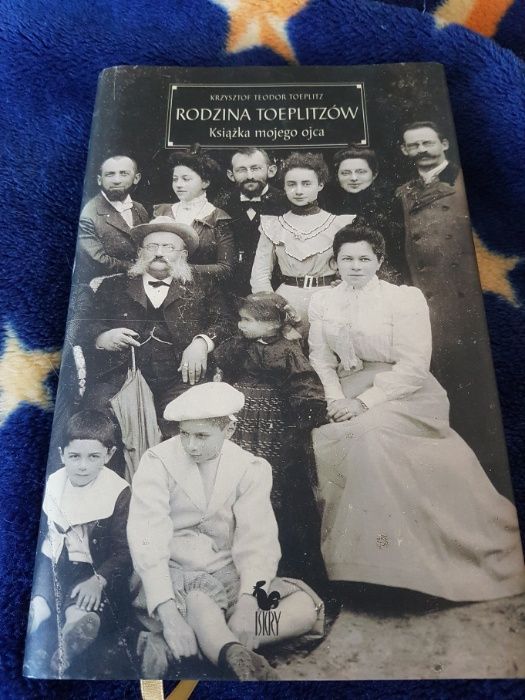 KRZYSZTOF TEODOR TOEPLITZ
RODZINA TOEPLITZÓW
Książka mojego ojca
ISKRY